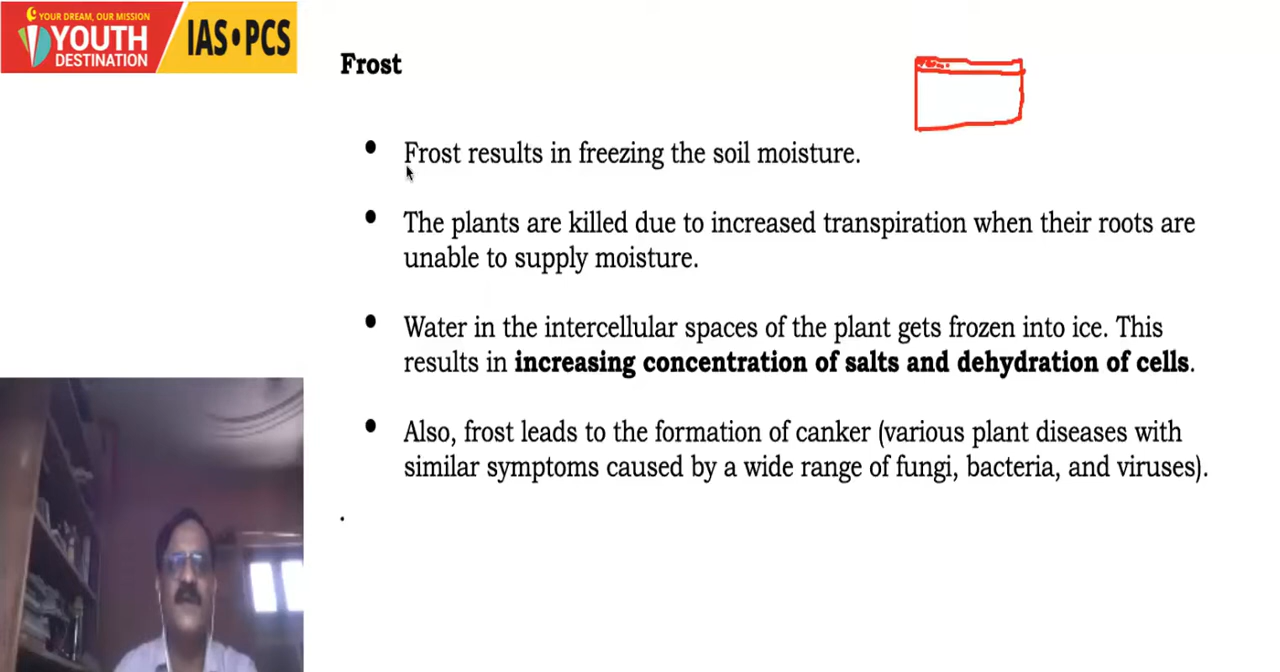 YOUR DREAM, OUR MISSION
YOUTH
DESTINATION
IAS•PCS
Frost
• Frost results in freezing the soil moisture.
• The plants are killed due to increased transpiration when their roots are
unable to supply moisture.
• Water in the intercellular spaces of the plant gets frozen into ice. This
results in increasing concentration of salts and dehydration of cells.
• Also, frost leads to the formation of canker (various plant diseases with
similar symptoms caused by a wide range of fungi, bacteria, and viruses).
.